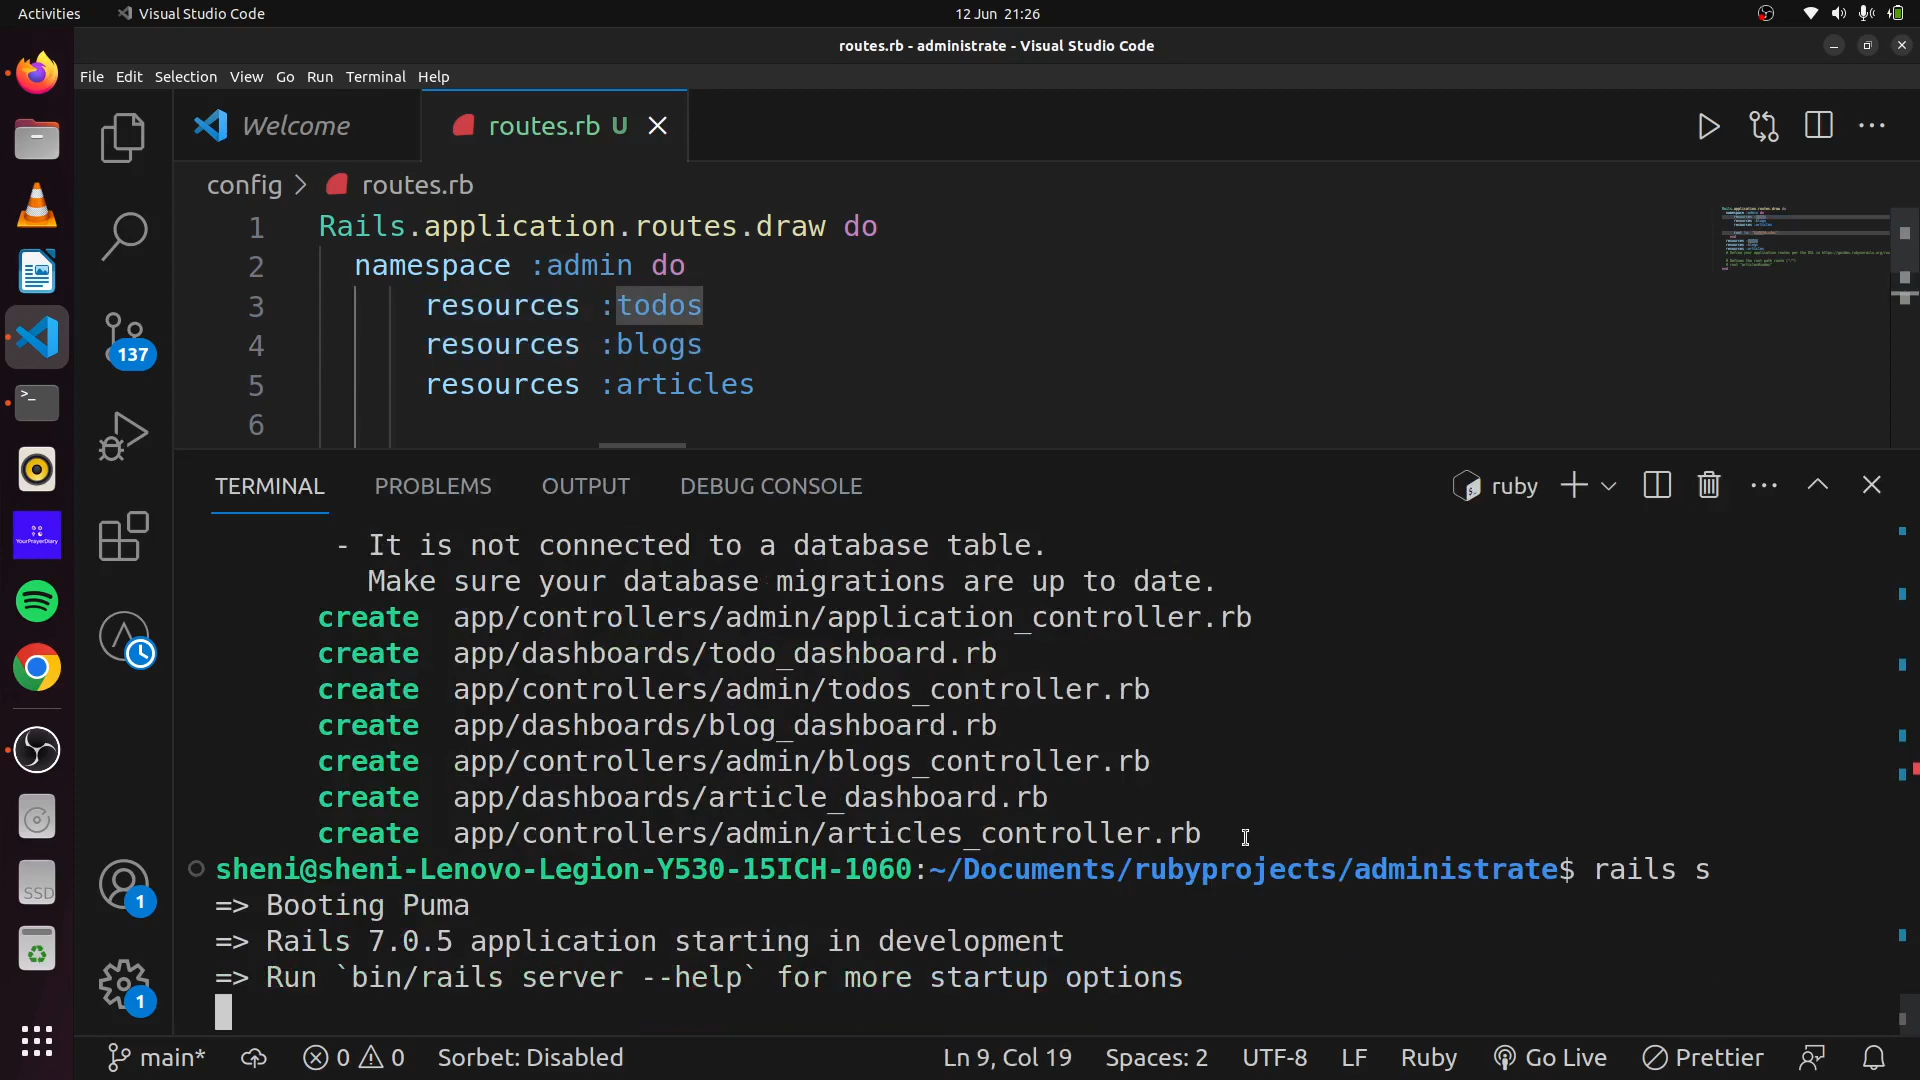 Activities Visual Studio Code 12 Jun 21:26
routes.rb - administrate - Visual Studio Code
File Edit Selection View Go Run Terminal Help
Welcome routes.rb U
config > routes.rb
1 Rails.application.routes.draw do
2 namespace :admin do
3 resources :todos
4 resources :blogs
5 resources :articles
6
137
TERMINAL PROBLEMS OUTPUT DEBUG CONSOLE ruby
- It is not connected to a database table.
Make sure your database migrations are up to date.
create app/controllers/admin/application_controller.rb
create app/dashboards/todo_dashboard.rb
create app/controllers/admin/todos_controller.rb
create app/dashboards/blog_dashboard.rb
create app/controllers/admin/blogs_controller.rb
create app/dashboards/article_dashboard.rb
create app/controllers/admin/articles_controller.rb
sheni@sheni-Lenovo-Legion-Y530-15ICH-1060:~/Documents/rubyprojects/administrate$ rails s
=> Booting Puma
=> Rails 7.0.5 application starting in development
=> Run `bin/rails server --help` for more startup options
YourPrayerDiary
SSD
1
1
main* 0 0 Sorbet: Disabled Ln 9, Col 19 Spaces: 2 UTF-8 LF Ruby Go Live Prettier